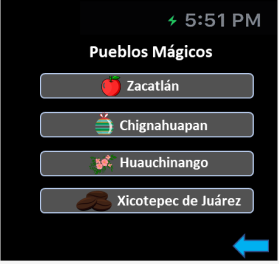 5:51 PM
Pueblos Mágicos
Zacatlán
Chignahuapan
Huauchinango
Xicotepec de Juárez